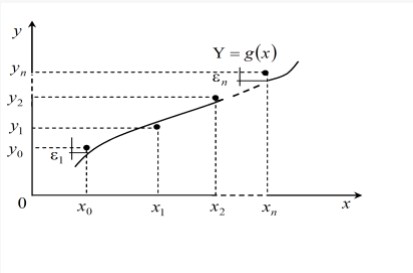 y
Y = g(x)
yₙ
εₙ
y₂
y₁
y₀
ε₁
0
x₀
x₁
x₂
xₙ
x